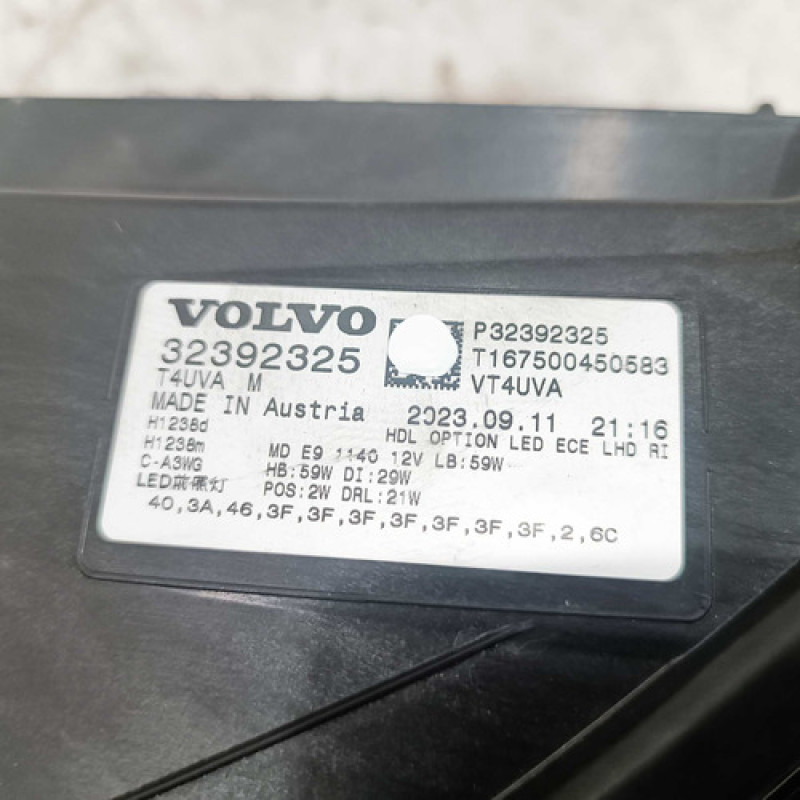 VOLVO
32392325
T4UVA M
MADE IN Austria
P32392325
T167500450583
VT4UVA
2023.09.11 21:16
HDL OPTION LED ECE LHD RI
H1238d
H1238m
C-A3WG
LED前照灯
MD E9 1140 12V LB:59W
HB:59W DI:29W
POS:2W DRL:21W
40,3A,46,3F,3F,3F,3F,3F,3F,3F,2,6C